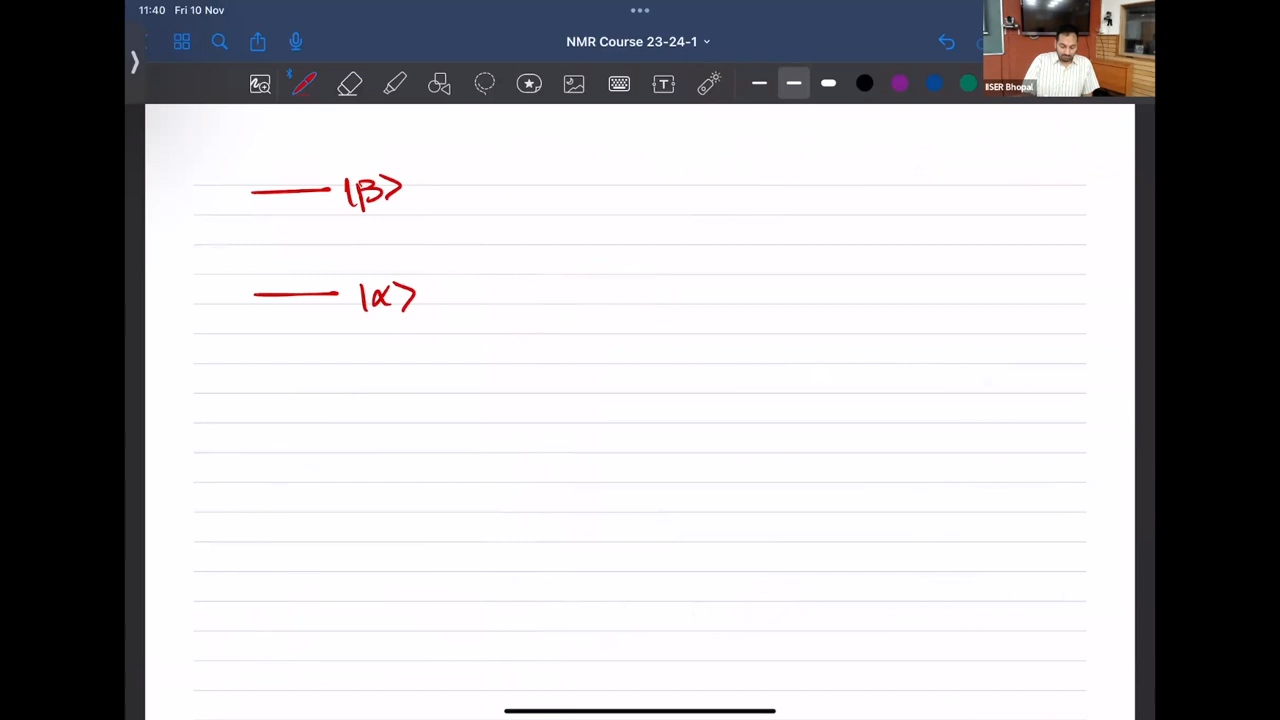 11:40 Fri 10 Nov
NMR Course 23-24-1
IISER Bhopal
|β>
|α>